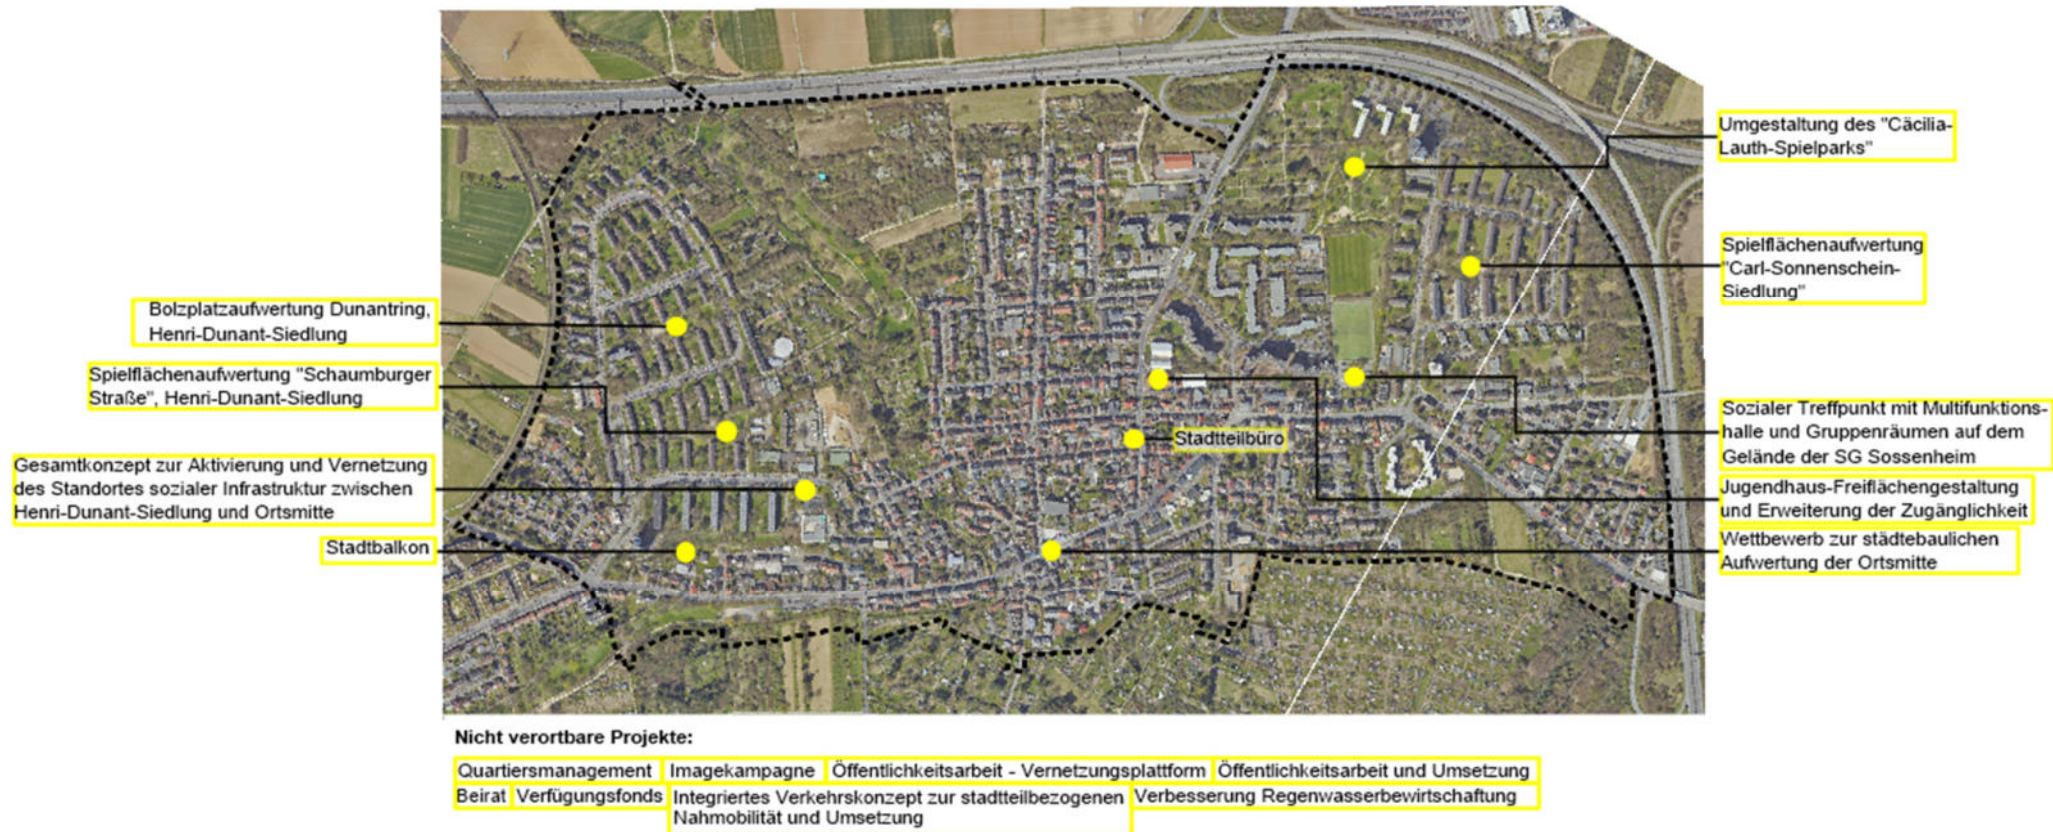 Umgestaltung des "Cäcilia-
Lauth-Spielparks"
Spielflächenaufwertung
"Carl-Sonnenschein-
Siedlung"
Bolzplatzaufwertung Dunantring,
Henri-Dunant-Siedlung
Spielflächenaufwertung "Schaumburger
Straße", Henri-Dunant-Siedlung
Gesamtkonzept zur Aktivierung und Vernetzung
des Standortes sozialer Infrastruktur zwischen
Henri-Dunant-Siedlung und Ortsmitte
Stadtbalkon
Stadtteilbüro
Sozialer Treffpunkt mit Multifunktions-
halle und Gruppenräumen auf dem
Gelände der SG Sossenheim
Jugendhaus-Freiflächengestaltung
und Erweiterung der Zugänglichkeit
Wettbewerb zur städtebaulichen
Aufwertung der Ortsmitte
Nicht verortbare Projekte:
Quartiersmanagement Imagekampagne Öffentlichkeitsarbeit - Vernetzungsplattform Öffentlichkeitsarbeit und Umsetzung
Beirat Verfügungsfonds Integriertes Verkehrskonzept zur stadtteilbezogenen Verbesserung Regenwasserbewirtschaftung
Nahmobilität und Umsetzung